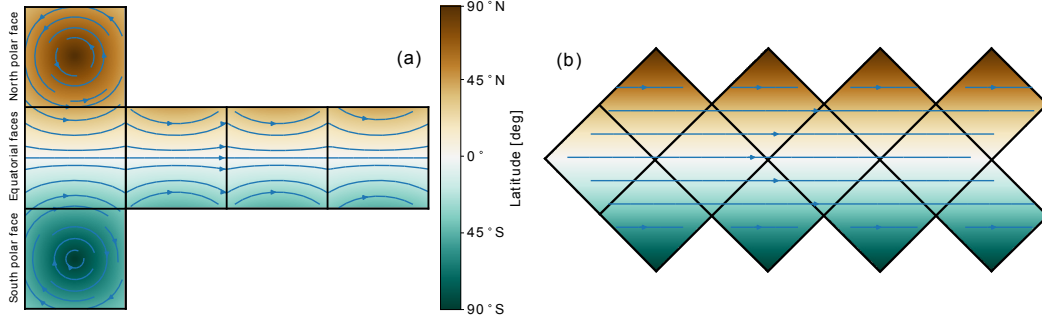 North polar face
Equatorial faces
South polar face
(a)
90°N
45°N
0°
45°S
90°S
Latitude [deg]
(b)